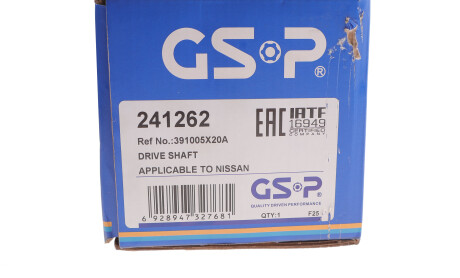 GSP®
241262
Ref No.:391005X20A
DRIVE SHAFT
APPLICABLE TO NISSAN
EAC
IATF
16949
CERTIFIED
COMPANY
GSP
QUALITY DRIVEN PERFORMANCE
6 928947 327681
QTY:1
F25